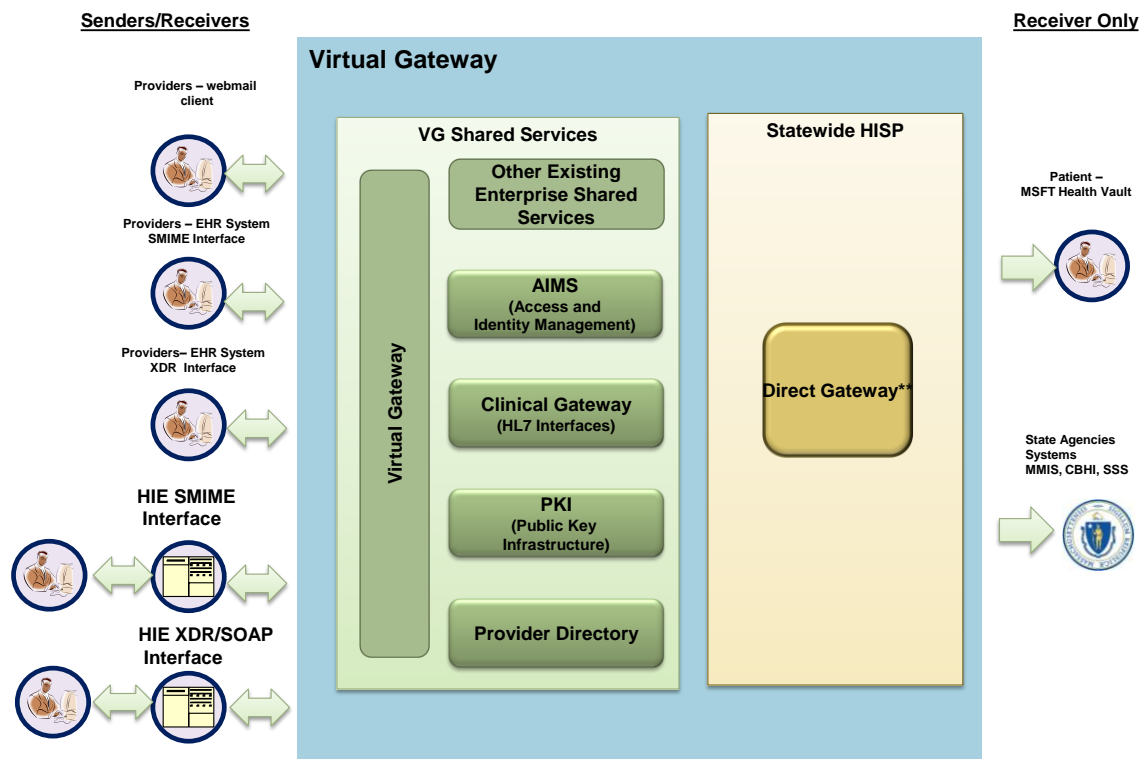 Senders/Receivers
Receiver Only
Virtual Gateway
Providers – webmail
client
Providers – EHR System
SMIME Interface
Providers– EHR System
XDR  Interface
HIE SMIME
Interface
HIE XDR/SOAP
Interface
VG Shared Services
Virtual Gateway
Other Existing
Enterprise Shared
Services
AIMS
(Access and
Identity Management)
Clinical Gateway
(HL7 Interfaces)
PKI
(Public Key
Infrastructure)
Provider Directory
Statewide HISP
Direct Gateway**
Patient –
MSFT Health Vault
State Agencies
Systems
MMIS, CBHI, SSS